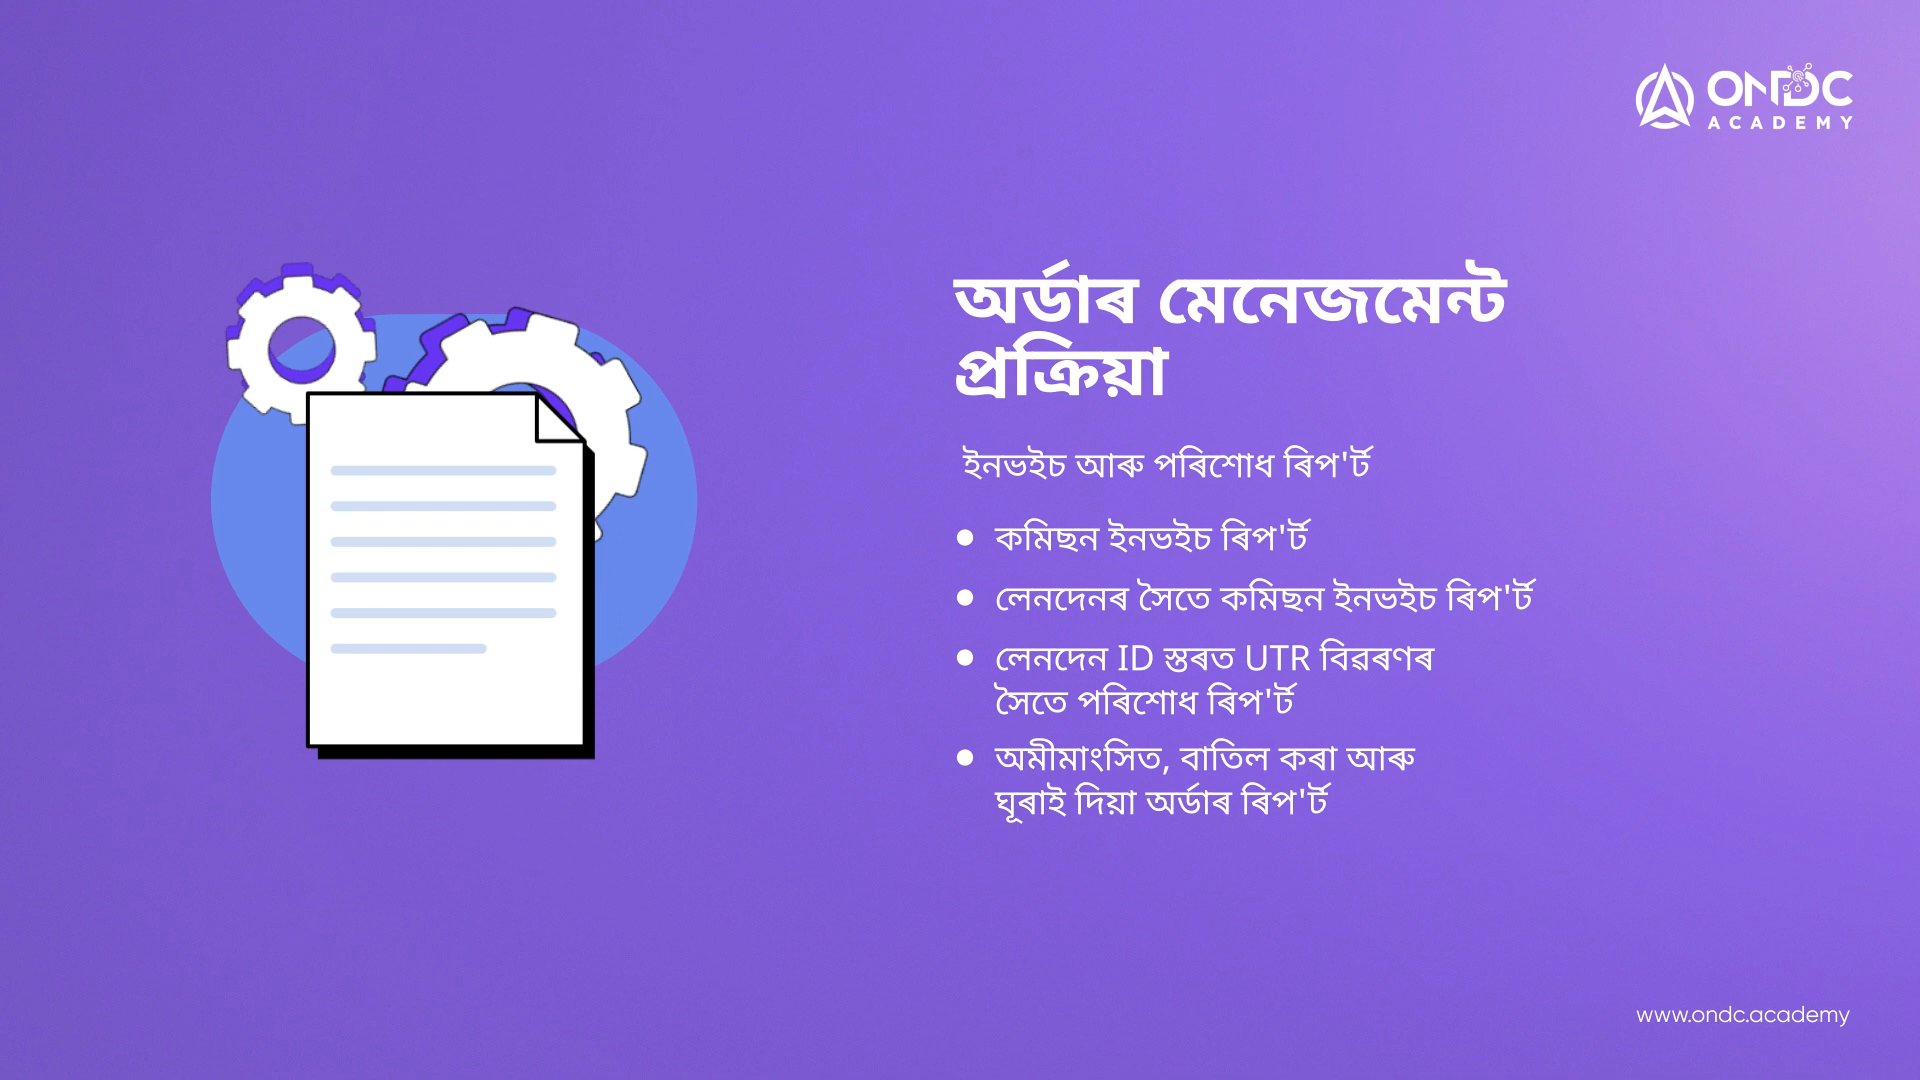 ONDC
ACADEMY
অৰ্ডাৰ মেনেজমেন্ট
প্ৰক্ৰিয়া
ইনভইচ আৰু পৰিশোধ ৰিপ'ৰ্ট
• কমিছন ইনভইচ ৰিপ'ৰ্ট
• লেনদেনৰ সৈতে কমিছন ইনভইচ ৰিপ'ৰ্ট
• লেনদেন ID স্তৰত UTR বিৱৰণৰ
সৈতে পৰিশোধ ৰিপ'ৰ্ট
• অমীমাংসিত, বাতিল কৰা আৰু
ঘূৰাই দিয়া অৰ্ডাৰ ৰিপ'ৰ্ট
www.ondc.academy